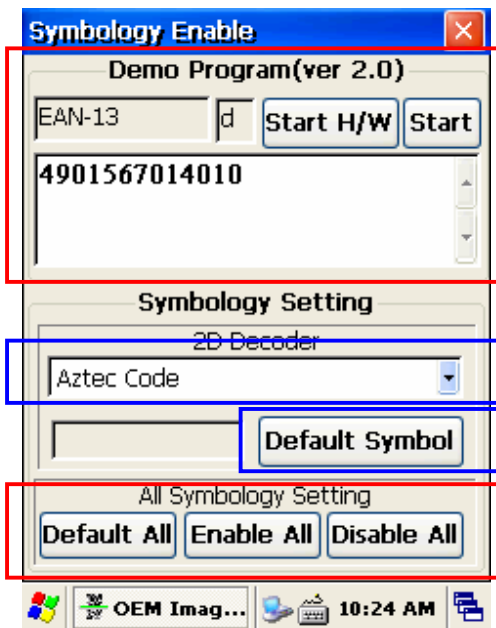 Symbology Enable
Demo Program(ver 2.0)
EAN-13 d Start H/W Start
4901567014010
Symbology Setting
2D Decoder
Aztec Code
Default Symbol
All Symbology Setting
Default All Enable All Disable All
OEM Imag... 10:24 AM